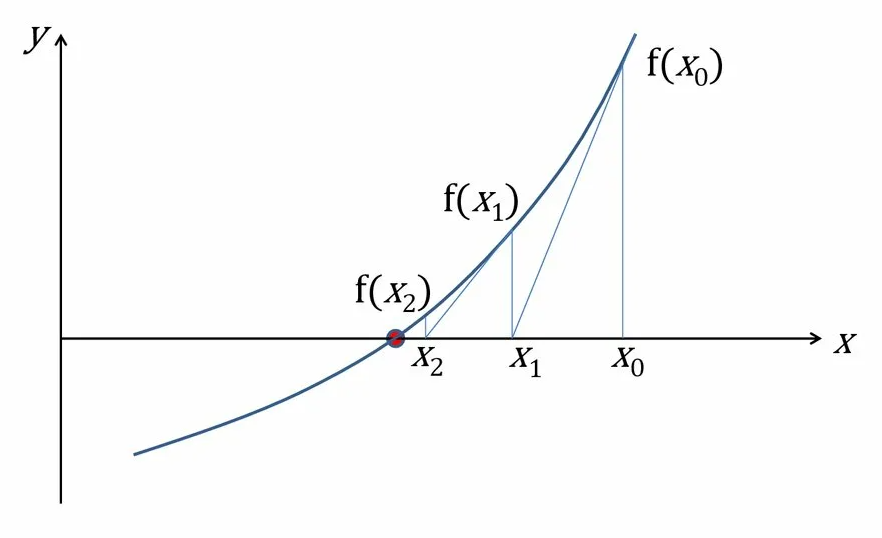 y
f(x₀)
f(x₁)
f(x₂)
x₂
x₁
x₀
x